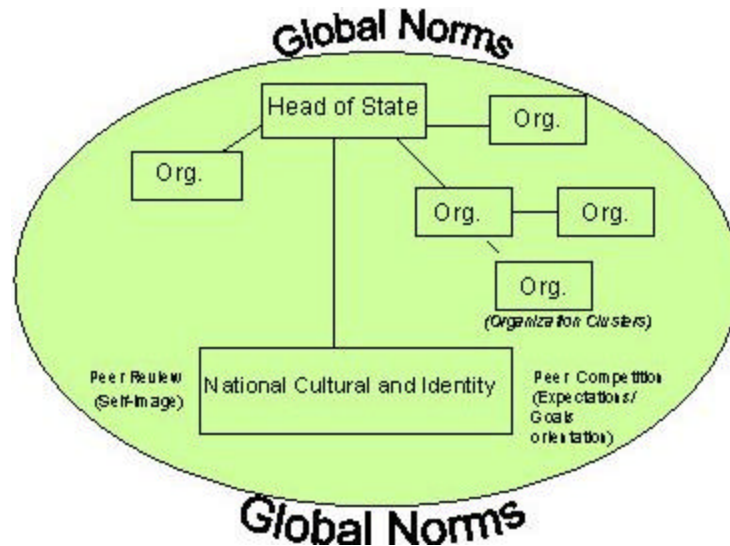 Global Norms
Head of State
Org.
Org.
Org.
Org.
Org.
(Organization Clusters)
Peer Review
(Self-Image)
National Cultural and Identity
Peer Competition
(Expectations/
Goals
orientation)
Global Norms